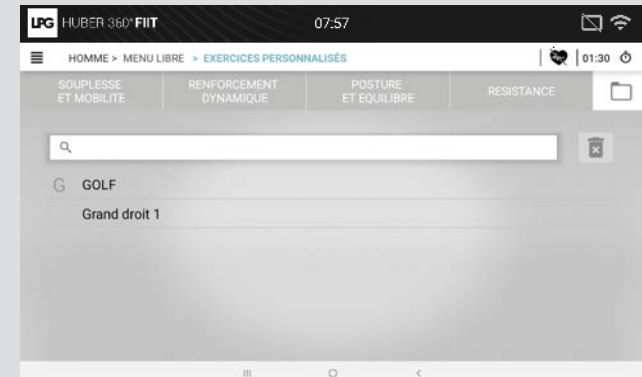 LPG HUBER 360° FIIT 07:57
HOMME > MENU LIBRE > EXERCICES PERSONNALISÉS 01:30
SOUPLESSE
ET MOBILITE
RENFORCEMENT
DYNAMIQUE
POSTURE
ET EQUILIBRE
RESISTANCE
G GOLF
Grand droit 1